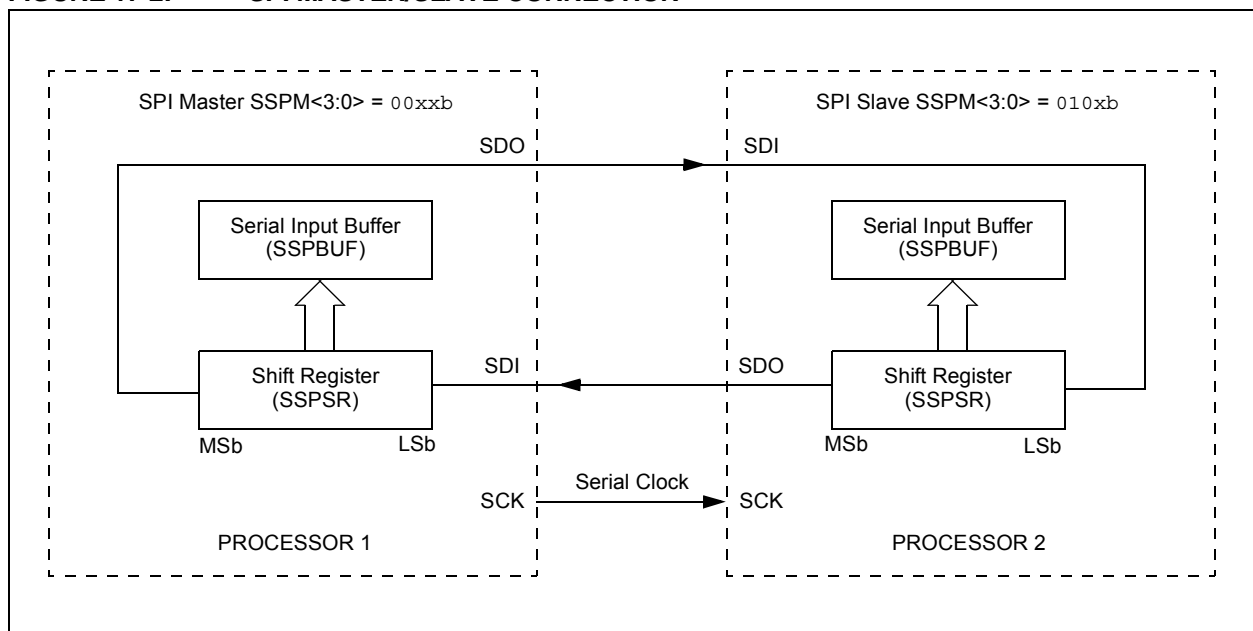 SPI Master SSPM<3:0> = 00xxb
SPI Slave SSPM<3:0> = 010xb
SDO
SDI
Serial Input Buffer
(SSPBUF)
Serial Input Buffer
(SSPBUF)
Shift Register
(SSPSR)
MSb
LSb
SDI
SDO
Shift Register
(SSPSR)
MSb
LSb
Serial Clock
SCK
SCK
PROCESSOR 1
PROCESSOR 2